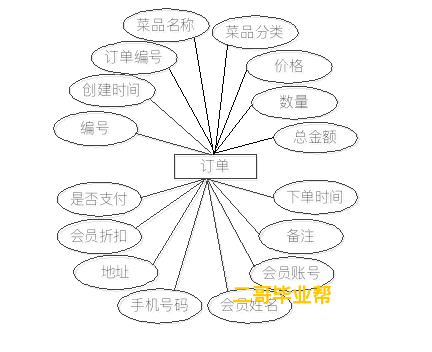 菜品名称
菜品分类
订单编号
价格
创建时间
数量
编号
总金额
订单
是否支付
下单时间
会员折扣
备注
地址
会员账号
手机号码
会员姓名
二哥毕业帮